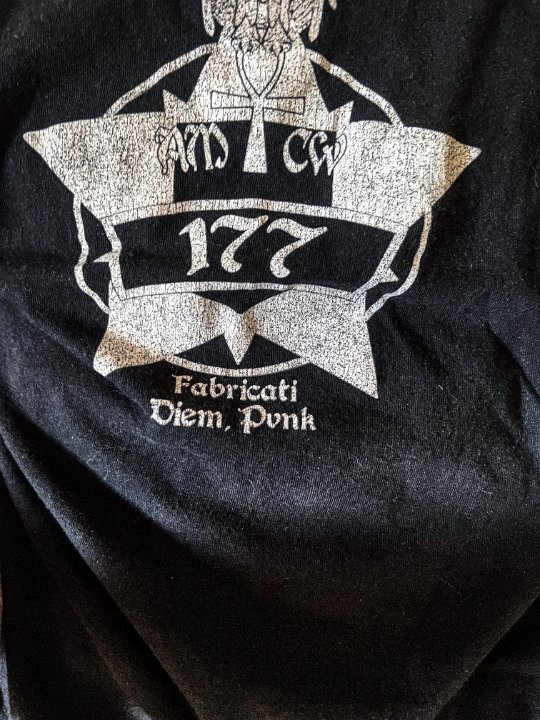 AM CW
177
Fabricati
Diem, Pvnk